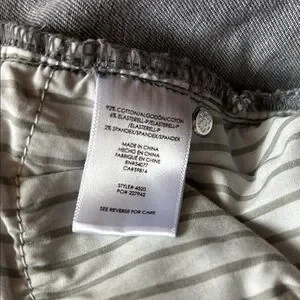 92% COTTON/ALGODÓN/COTON
6% ELASTERELL-P/ELASTERELL-P
/ELASTERELL-P
2% SPANDEX/SPANDEX/SPANDEX
MADE IN CHINA
HECHO EN CHINA
FABRIQUÉ EN CHINE
RN#54077
CA#59814
STYLE# 4520
PO# 227942
SEE REVERSE FOR CARE